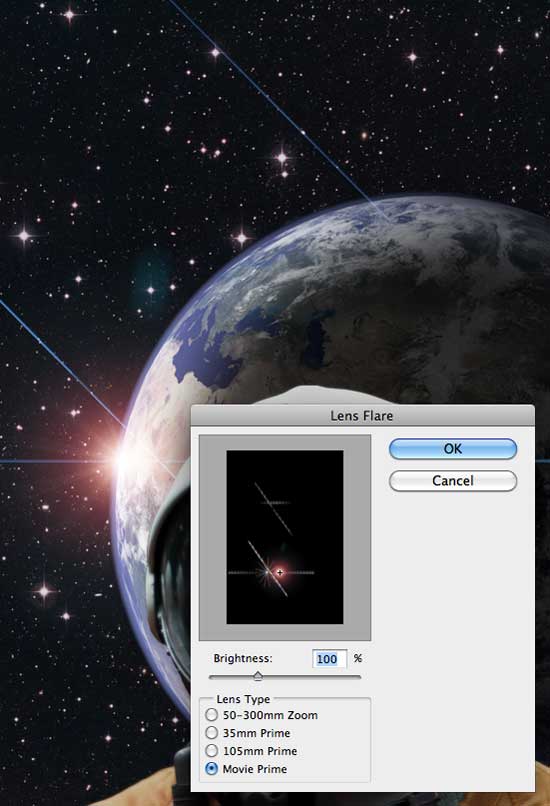 Lens Flare
OK
Cancel
Brightness: 100 %
Lens Type
50-300mm Zoom
35mm Prime
105mm Prime
Movie Prime